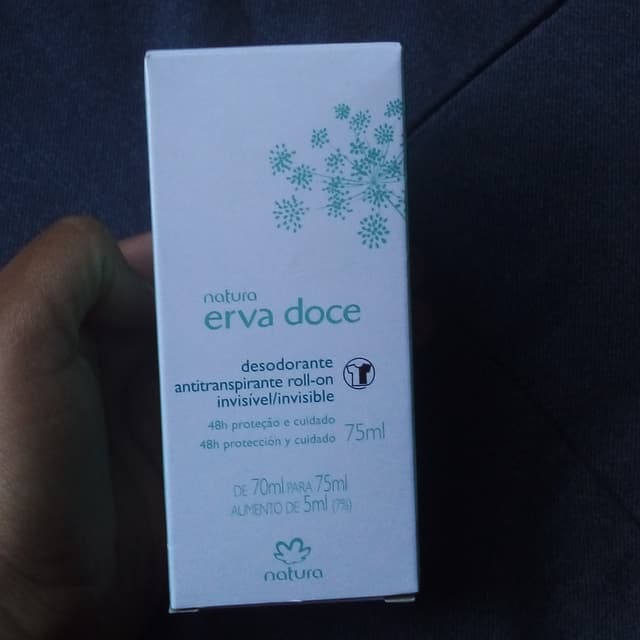 natura
erva doce
desodorante
antitranspirante roll-on
invisível/invisible
48h proteção e cuidado
48h protección y cuidado
75ml
DE 70ml PARA 75ml
AUMENTO DE 5ml (7%)
natura